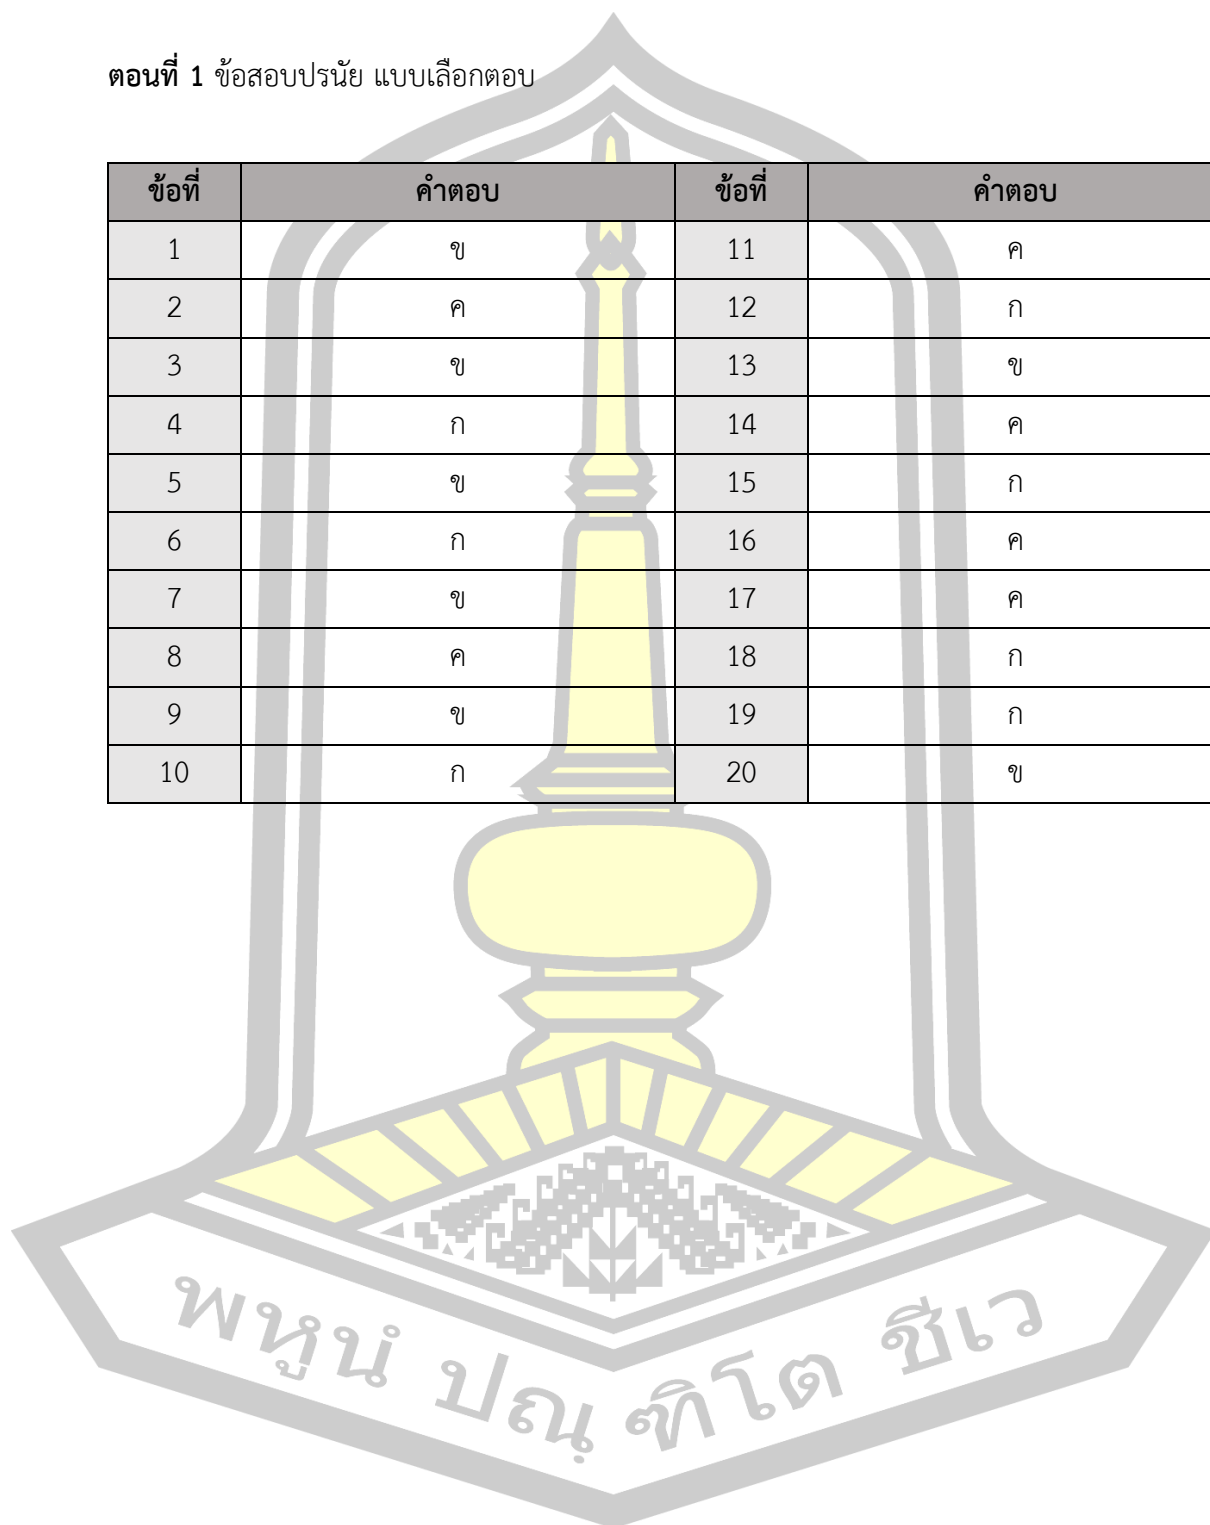 ตอนที่ 1 ข้อสอบปรนัย แบบเลือกตอบ
ข้อที่ คำตอบ ข้อที่ คำตอบ
1 ข 11 ค
2 ค 12 ก
3 ข 13 ข
4 ก 14 ค
5 ข 15 ก
6 ก 16 ค
7 ข 17 ค
8 ค 18 ก
9 ข 19 ก
10 ก 20 ข
พหูนํ ปณฺฑิโต ชีเว